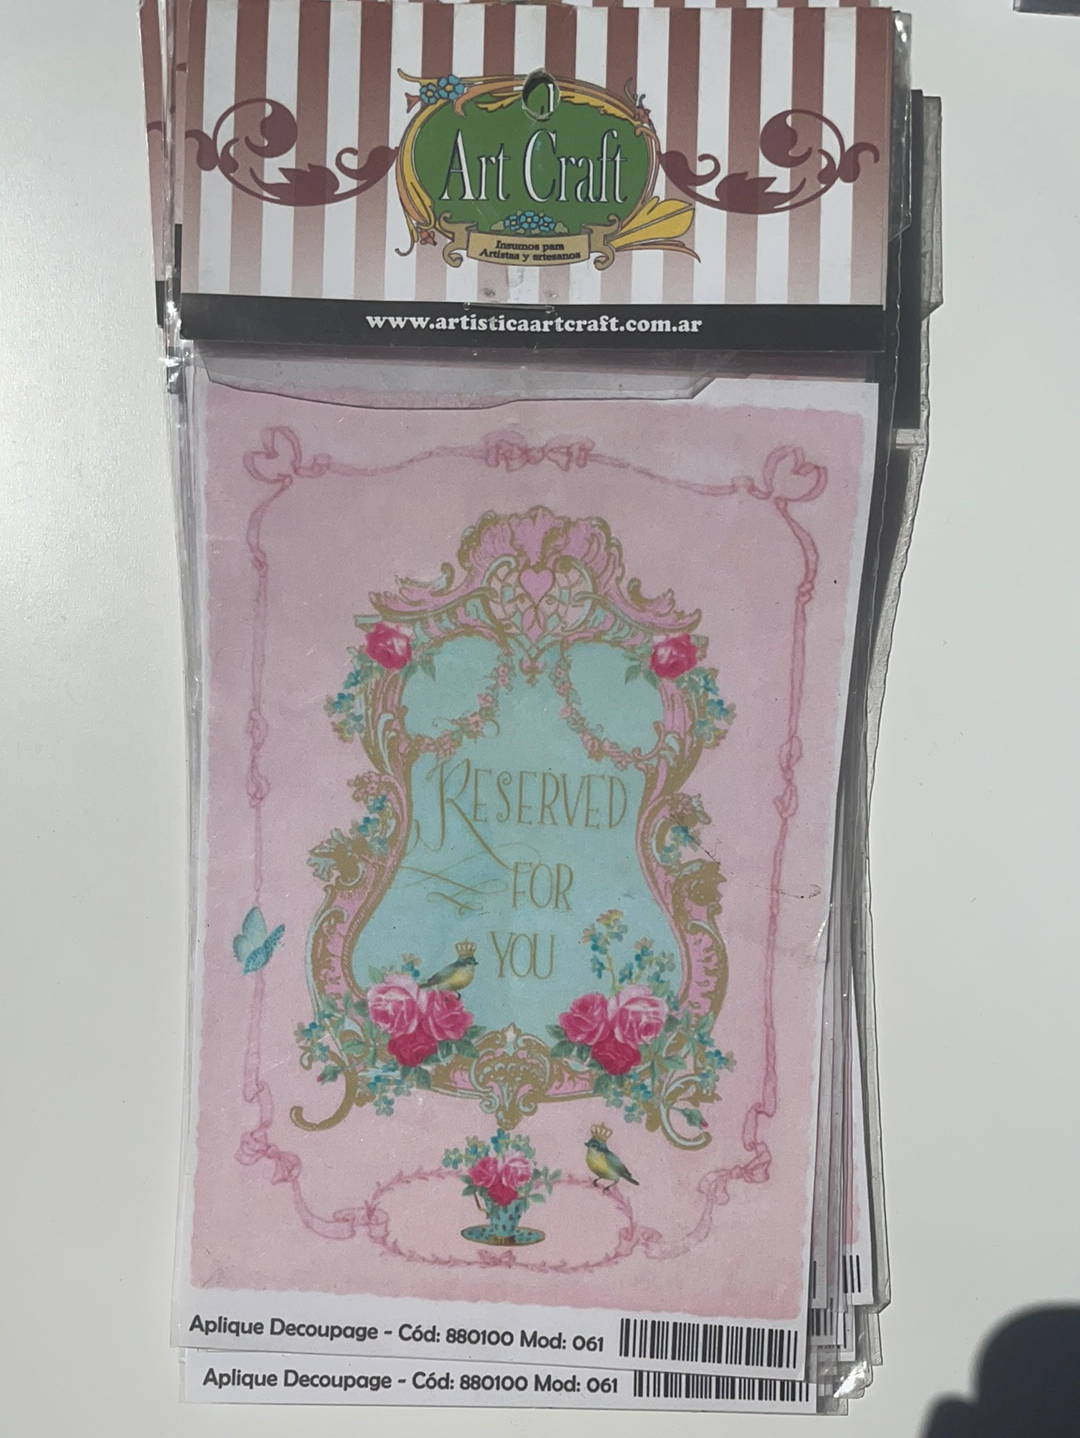 Art Craft
Insumos para
Artistas y artesanos
www.artisticaartcraft.com.ar
RESERVED
FOR
YOU
Aplique Decoupage - Cód: 880100 Mod: 061
Aplique Decoupage - Cód: 880100 Mod: 061